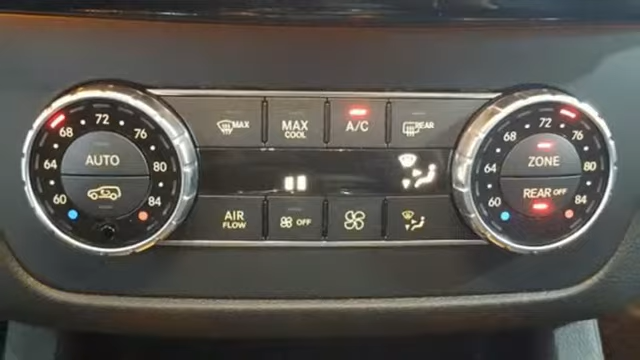 68 72 76
64 80
60 84
AUTO
MAX
MAX
COOL
A/C
REAR
AIR
FLOW
OFF
68 72 76
64 80
60 84
ZONE
REAR OFF